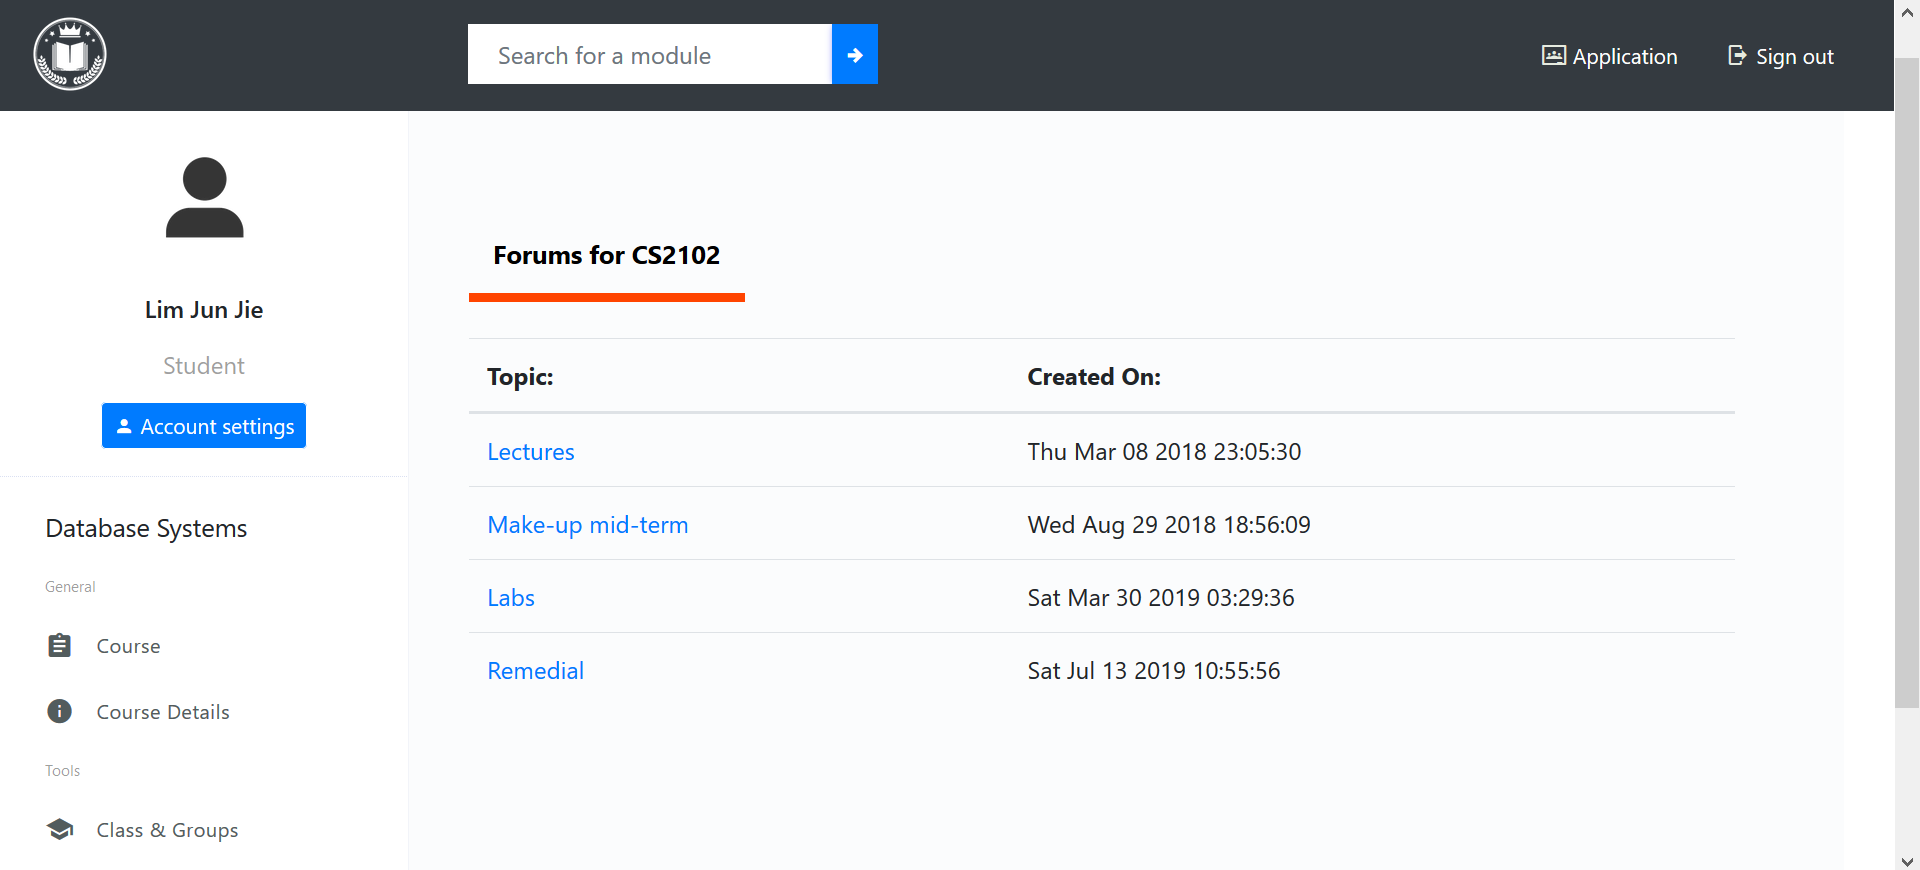 Search for a module
Application
Sign out
Lim Jun Jie
Student
Account settings
Database Systems
General
Course
Course Details
Tools
Class & Groups
Forums for CS2102
Topic: Created On:
Lectures Thu Mar 08 2018 23:05:30
Make-up mid-term Wed Aug 29 2018 18:56:09
Labs Sat Mar 30 2019 03:29:36
Remedial Sat Jul 13 2019 10:55:56